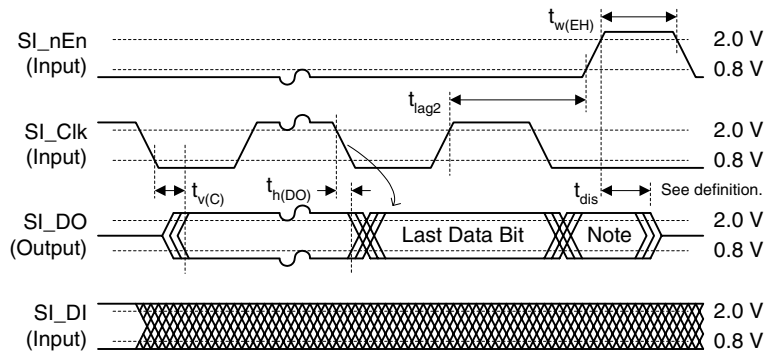 t_w(EH)
SI_nEn
(Input)
2.0 V
0.8 V
t_lag2
SI_Clk
(Input)
2.0 V
0.8 V
t_v(C)
t_h(DO)
t_dis
See definition.
SI_DO
(Output)
Last Data Bit
Note
2.0 V
0.8 V
SI_DI
(Input)
2.0 V
0.8 V